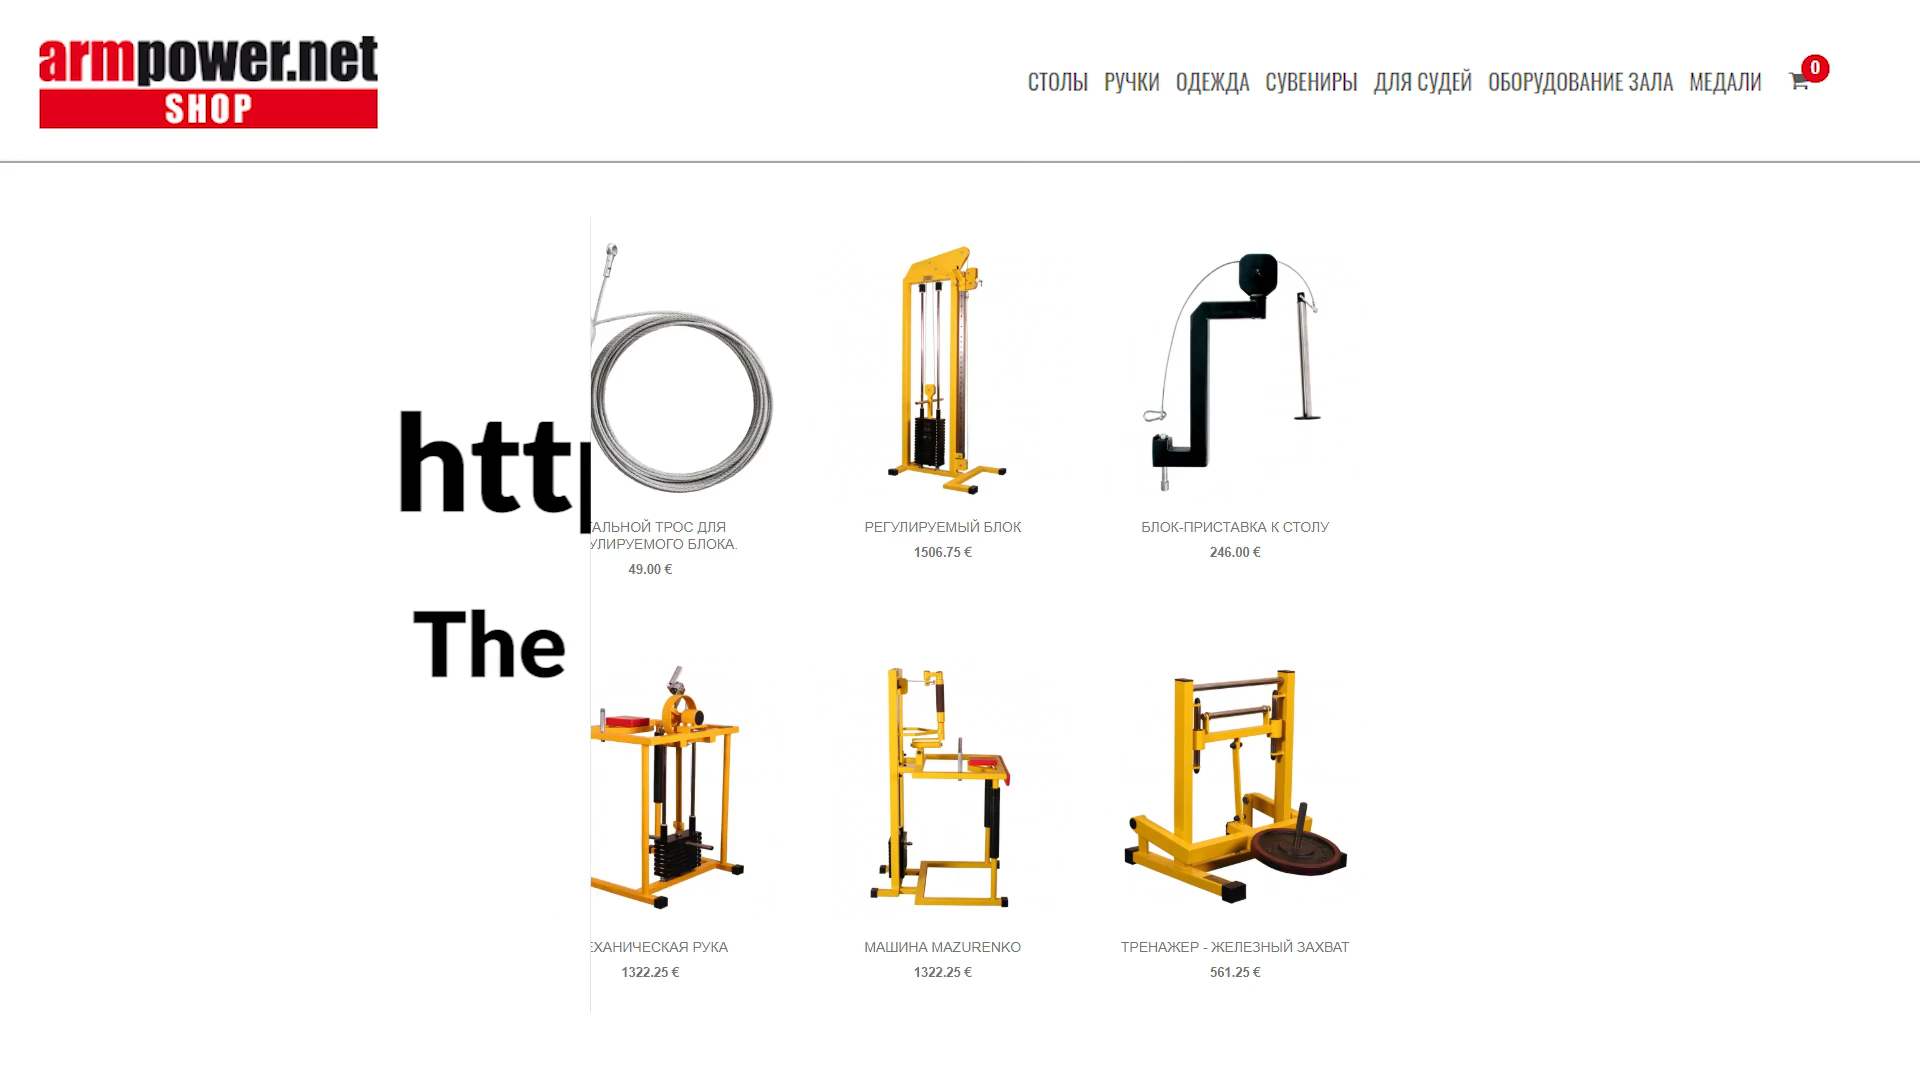 armpower.net
SHOP
СТОЛЫ РУЧКИ ОДЕЖДА СУВЕНИРЫ ДЛЯ СУДЕЙ ОБОРУДОВАНИЕ ЗАЛА МЕДАЛИ 0
http
The
ТАЛЬНОЙ ТРОС ДЛЯ
УЛИРУЕМОГО БЛОКА.
49.00 €
РЕГУЛИРУЕМЫЙ БЛОК
1506.75 €
БЛОК-ПРИСТАВКА К СТОЛУ
246.00 €
ЕХАНИЧЕСКАЯ РУКА
1322.25 €
МАШИНА MAZURENKO
1322.25 €
ТРЕНАЖЕР - ЖЕЛЕЗНЫЙ ЗАХВАТ
561.25 €